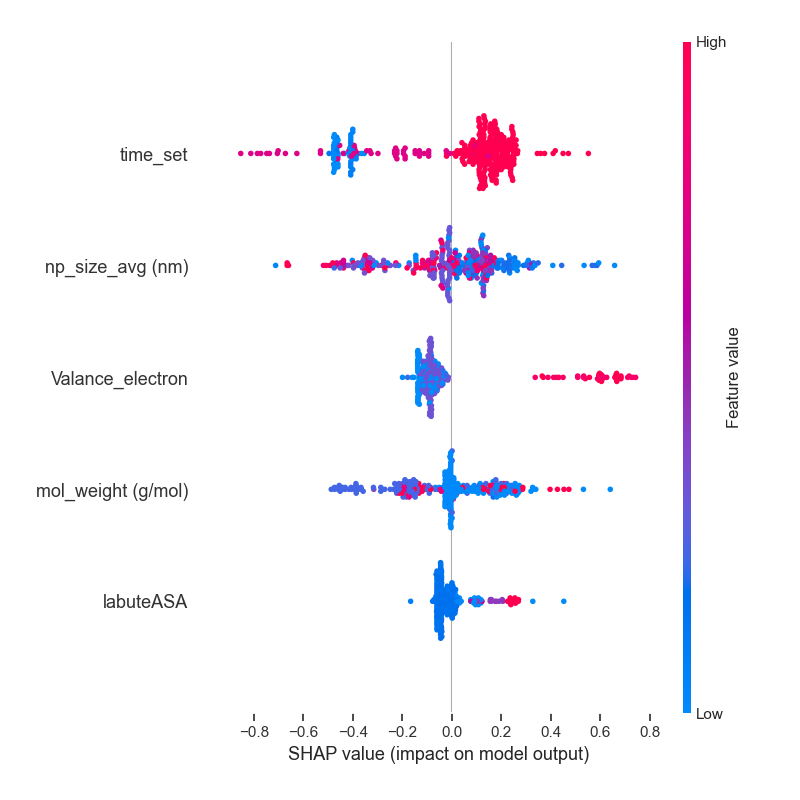 High
time_set
np_size_avg (nm)
Valance_electron
mol_weight (g/mol)
labuteASA
Feature value
Low
−0.8 −0.6 −0.4 −0.2 0.0 0.2 0.4 0.6 0.8
SHAP value (impact on model output)